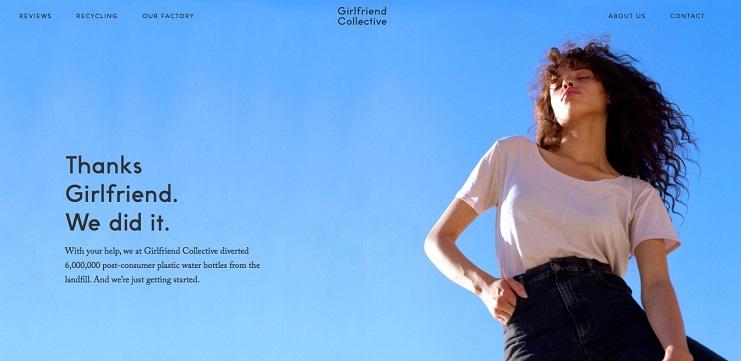 REVIEWS RECYCLING OUR FACTORY
Girlfriend
Collective
ABOUT US CONTACT
Thanks
Girlfriend.
We did it.
With your help, we at Girlfriend Collective diverted
6,000,000 post-consumer plastic water bottles from the
landfill. And we're just getting started.